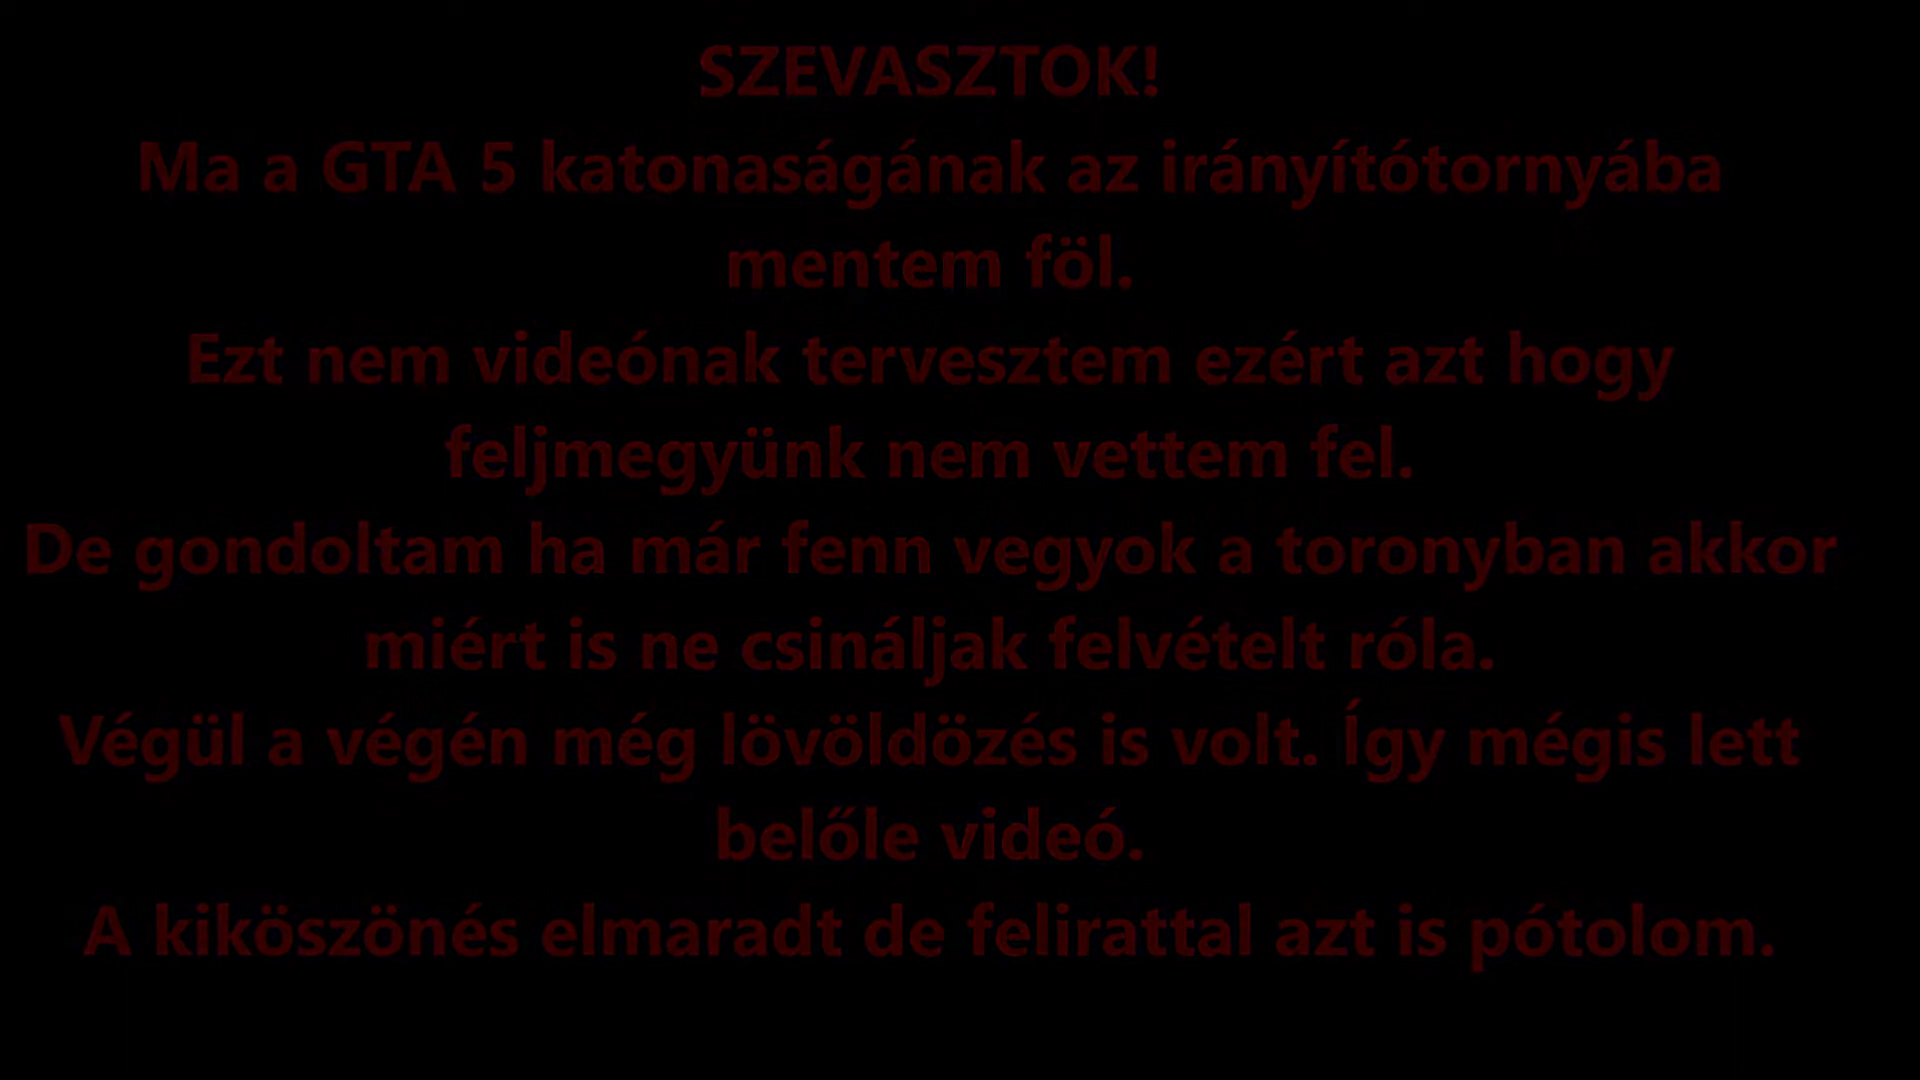 SZEVASZTOK!
Ma a GTA 5 katonaságának az irányítótornyába
mentem föl.
Ezt nem videónak tervesztem ezért azt hogy
feljmegyünk nem vettem fel.
De gondoltam ha már fenn vegyok a toronyban akkor
miért is ne csináljak felvételt róla.
Végül a végén még lövöldözés is volt. Így mégis lett
belőle videó.
A kiköszönés elmaradt de felirattal azt is pótolom.